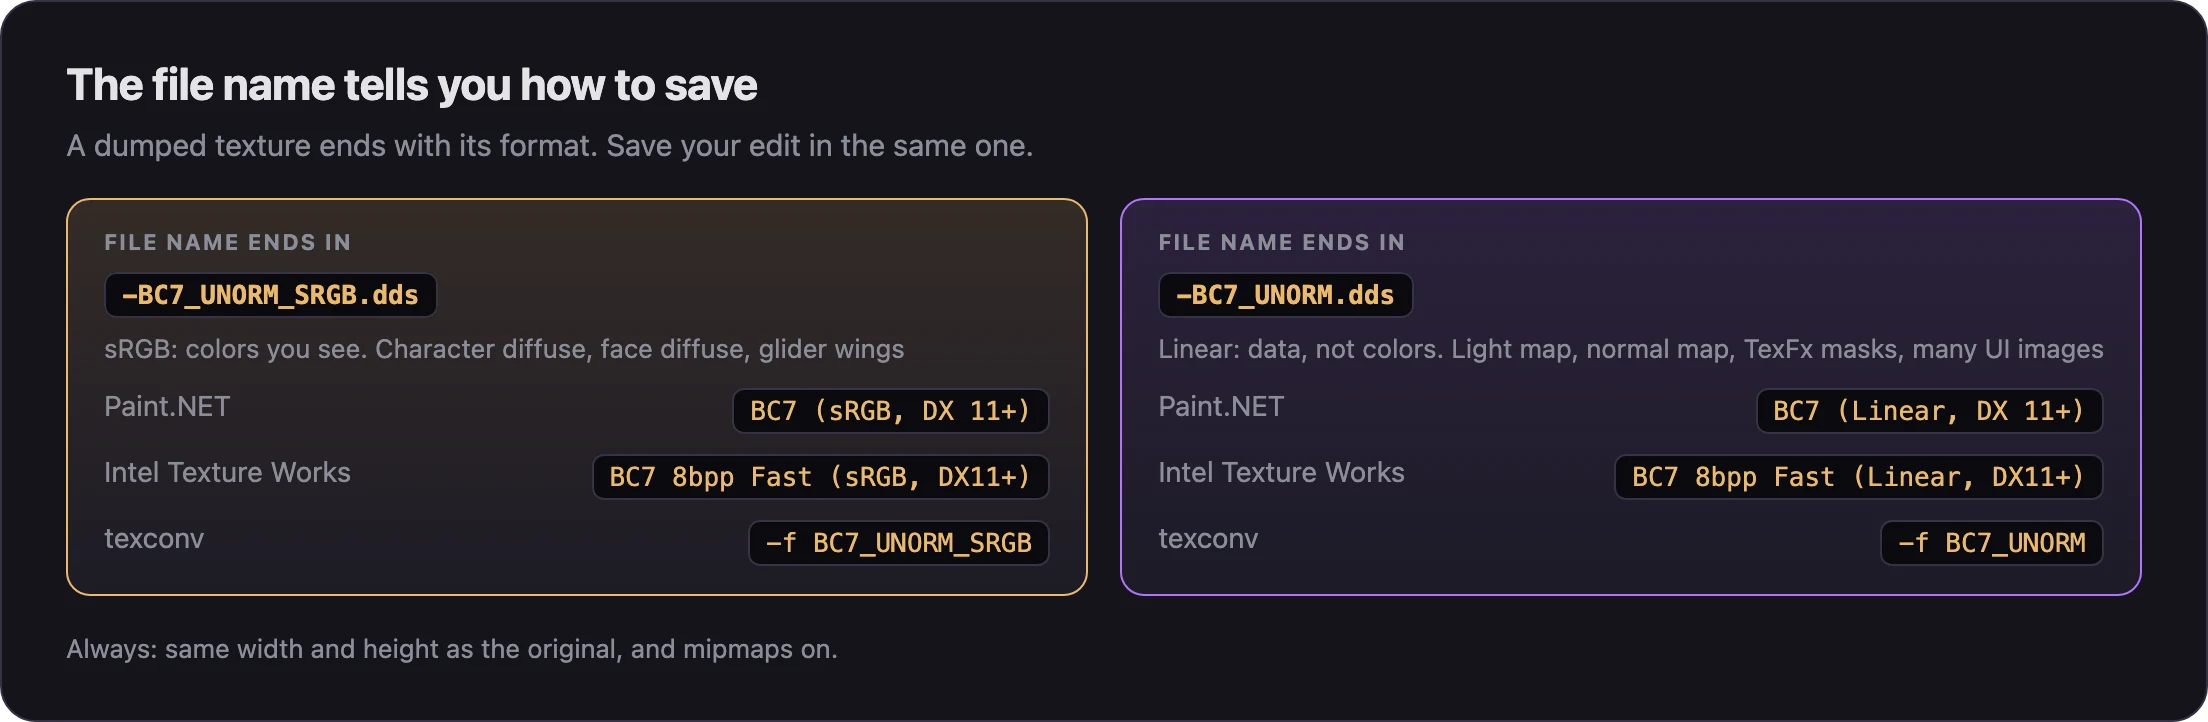 The file name tells you how to save
A dumped texture ends with its format. Save your edit in the same one.
FILE NAME ENDS IN
-BC7_UNORM_SRGB.dds
sRGB: colors you see. Character diffuse, face diffuse, glider wings
Paint.NET
BC7 (sRGB, DX 11+)
Intel Texture Works
BC7 8bpp Fast (sRGB, DX11+)
texconv
-f BC7_UNORM_SRGB
FILE NAME ENDS IN
-BC7_UNORM.dds
Linear: data, not colors. Light map, normal map, TexFx masks, many UI images
Paint.NET
BC7 (Linear, DX 11+)
Intel Texture Works
BC7 8bpp Fast (Linear, DX11+)
texconv
-f BC7_UNORM
Always: same width and height as the original, and mipmaps on.